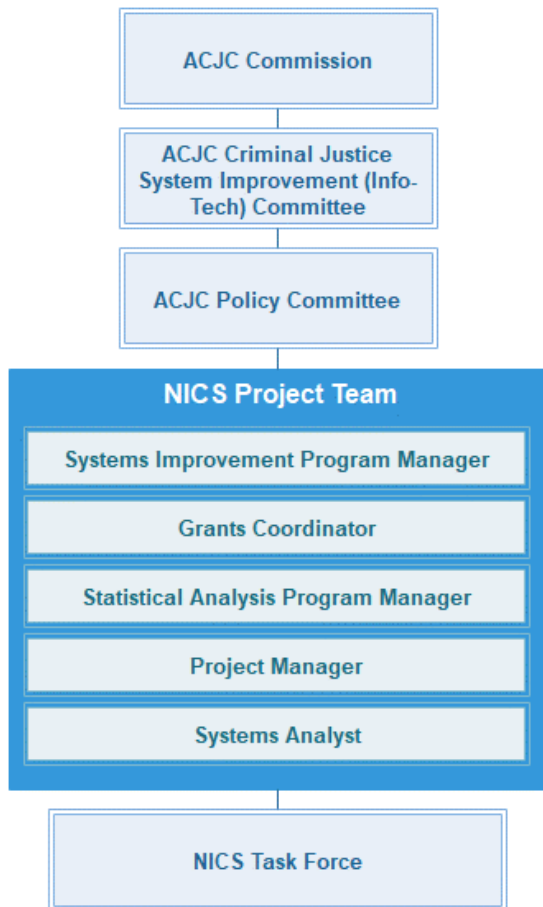 ACJC Commission
ACJC Criminal Justice
System Improvement (Info-
Tech) Committee
ACJC Policy Committee
NICS Project Team
Systems Improvement Program Manager
Grants Coordinator
Statistical Analysis Program Manager
Project Manager
Systems Analyst
NICS Task Force